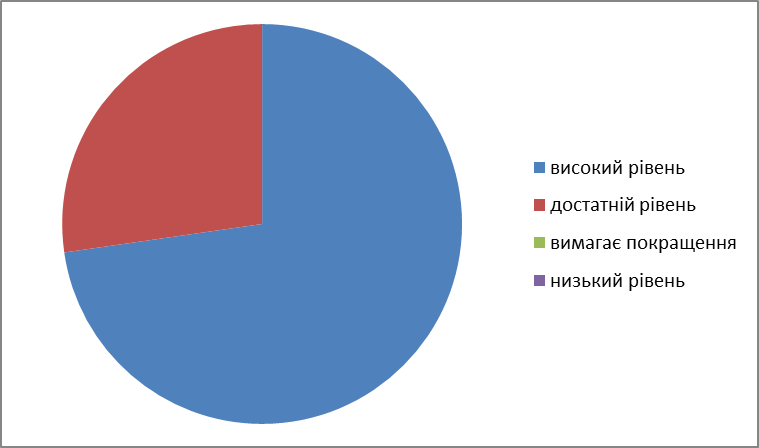 високий рівень
достатній рівень
вимагає покращення
низький рівень